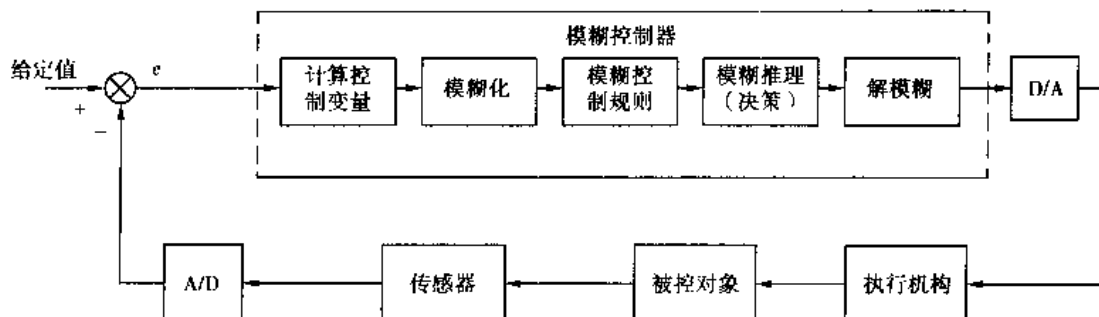 模糊控制器
给定值
e
+
−
计算控
制变量
模糊化
模糊控
制规则
模糊推理
（决策）
解模糊
D/A
A/D
传感器
被控对象
执行机构